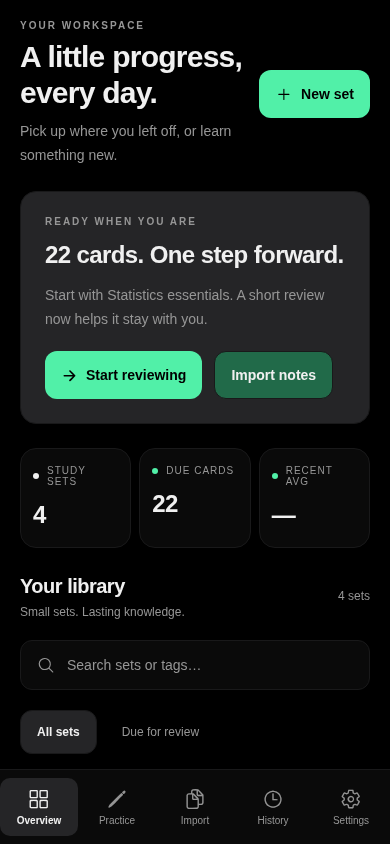 YOUR WORKSPACE
A little progress,
every day.
New set
Pick up where you left off, or learn
something new.
READY WHEN YOU ARE
22 cards. One step forward.
Start with Statistics essentials. A short review
now helps it stay with you.
Start reviewing
Import notes
STUDY
SETS
4
DUE CARDS
22
RECENT
AVG
—
Your library
Small sets. Lasting knowledge.
4 sets
Search sets or tags…
All sets
Due for review
Overview
Practice
Import
History
Settings